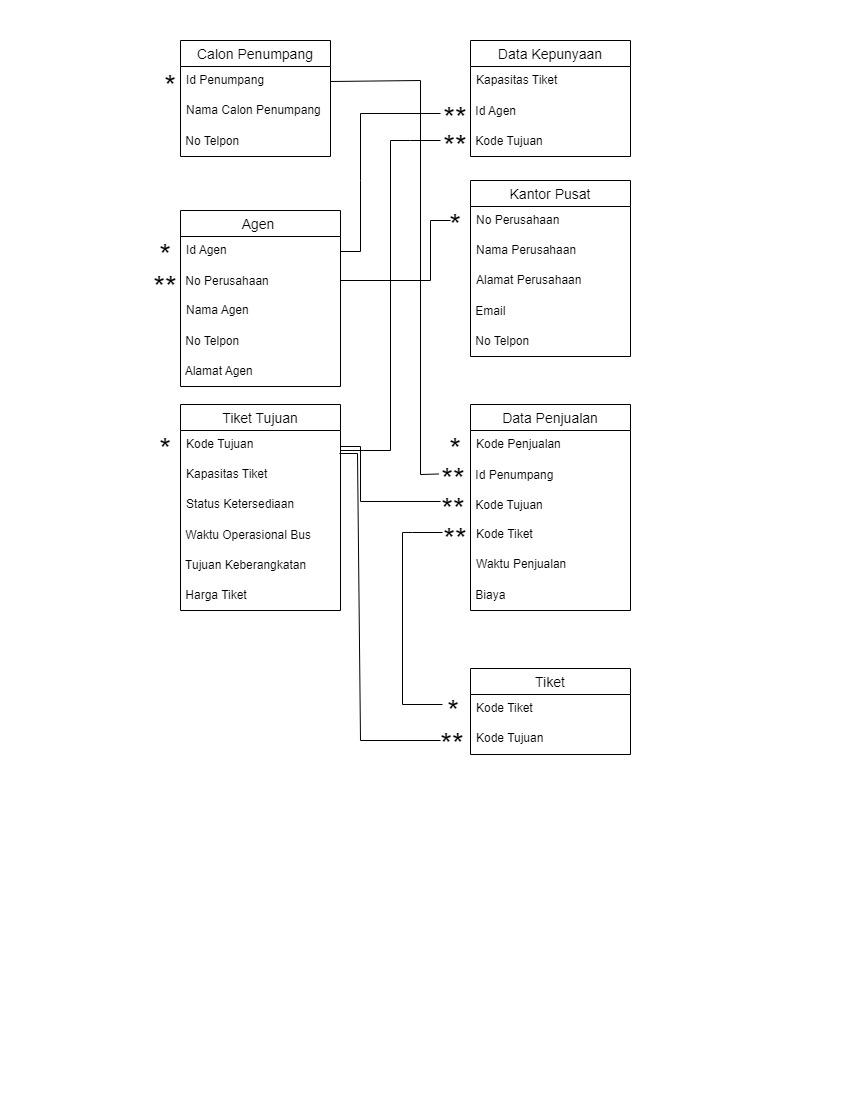 Calon Penumpang
* Id Penumpang
Nama Calon Penumpang
No Telpon
Data Kepunyaan
Kapasitas Tiket
** Id Agen
** Kode Tujuan
Agen
* Id Agen
** No Perusahaan
Nama Agen
No Telpon
Alamat Agen
Kantor Pusat
* No Perusahaan
Nama Perusahaan
Alamat Perusahaan
Email
No Telpon
Tiket Tujuan
* Kode Tujuan
Kapasitas Tiket
Status Ketersediaan
Waktu Operasional Bus
Tujuan Keberangkatan
Harga Tiket
Data Penjualan
* Kode Penjualan
** Id Penumpang
** Kode Tujuan
** Kode Tiket
Waktu Penjualan
Biaya
Tiket
* Kode Tiket
** Kode Tujuan